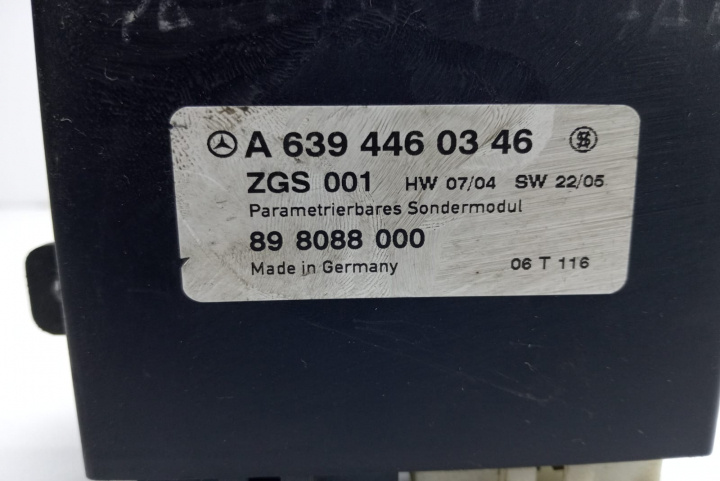 A 639 446 03 46
ZGS 001 HW 07/04 SW 22/05
Parametrierbares Sondermodul
89 8088 000
Made in Germany 06 T 116